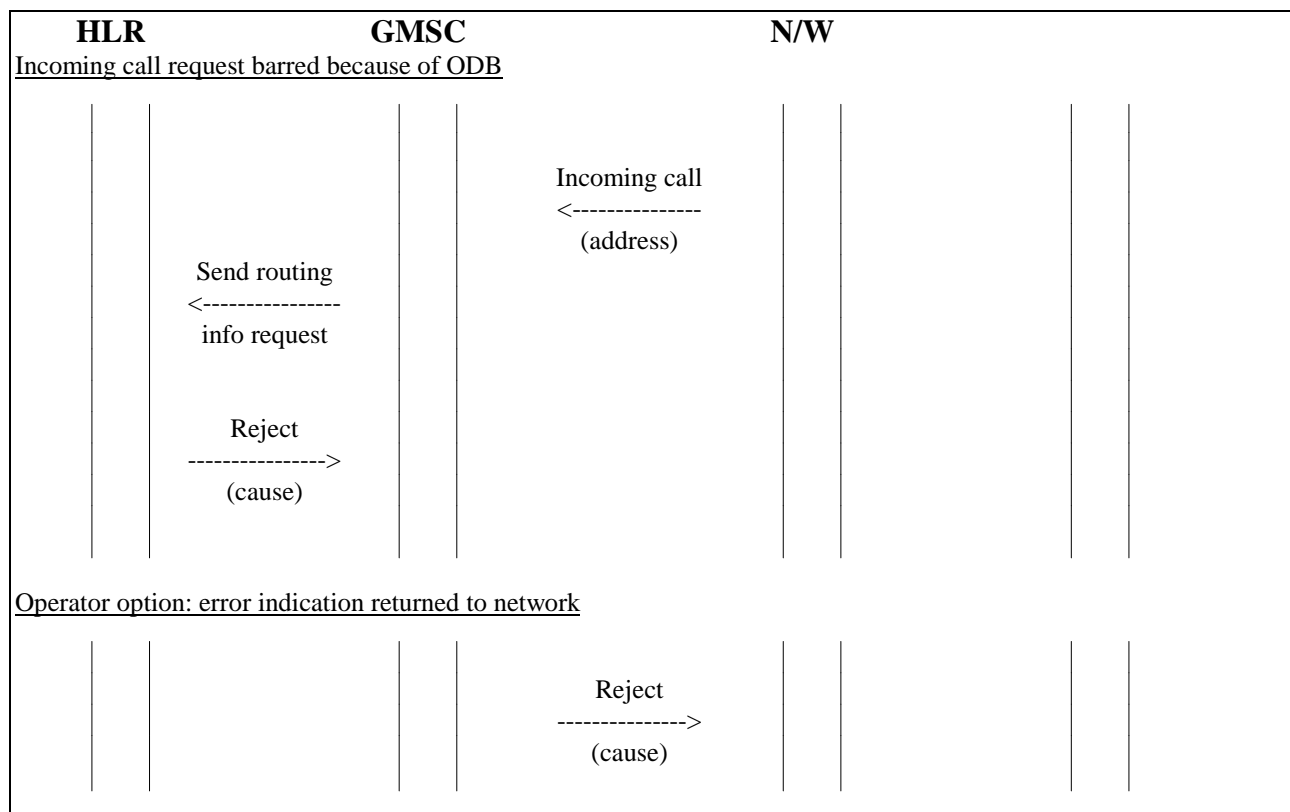 HLR GMSC N/W
Incoming call request barred because of ODB
Incoming call
<---------------
(address)
Send routing
<----------------
info request
Reject
---------------->
(cause)
Operator option: error indication returned to network
Reject
--------------->
(cause)